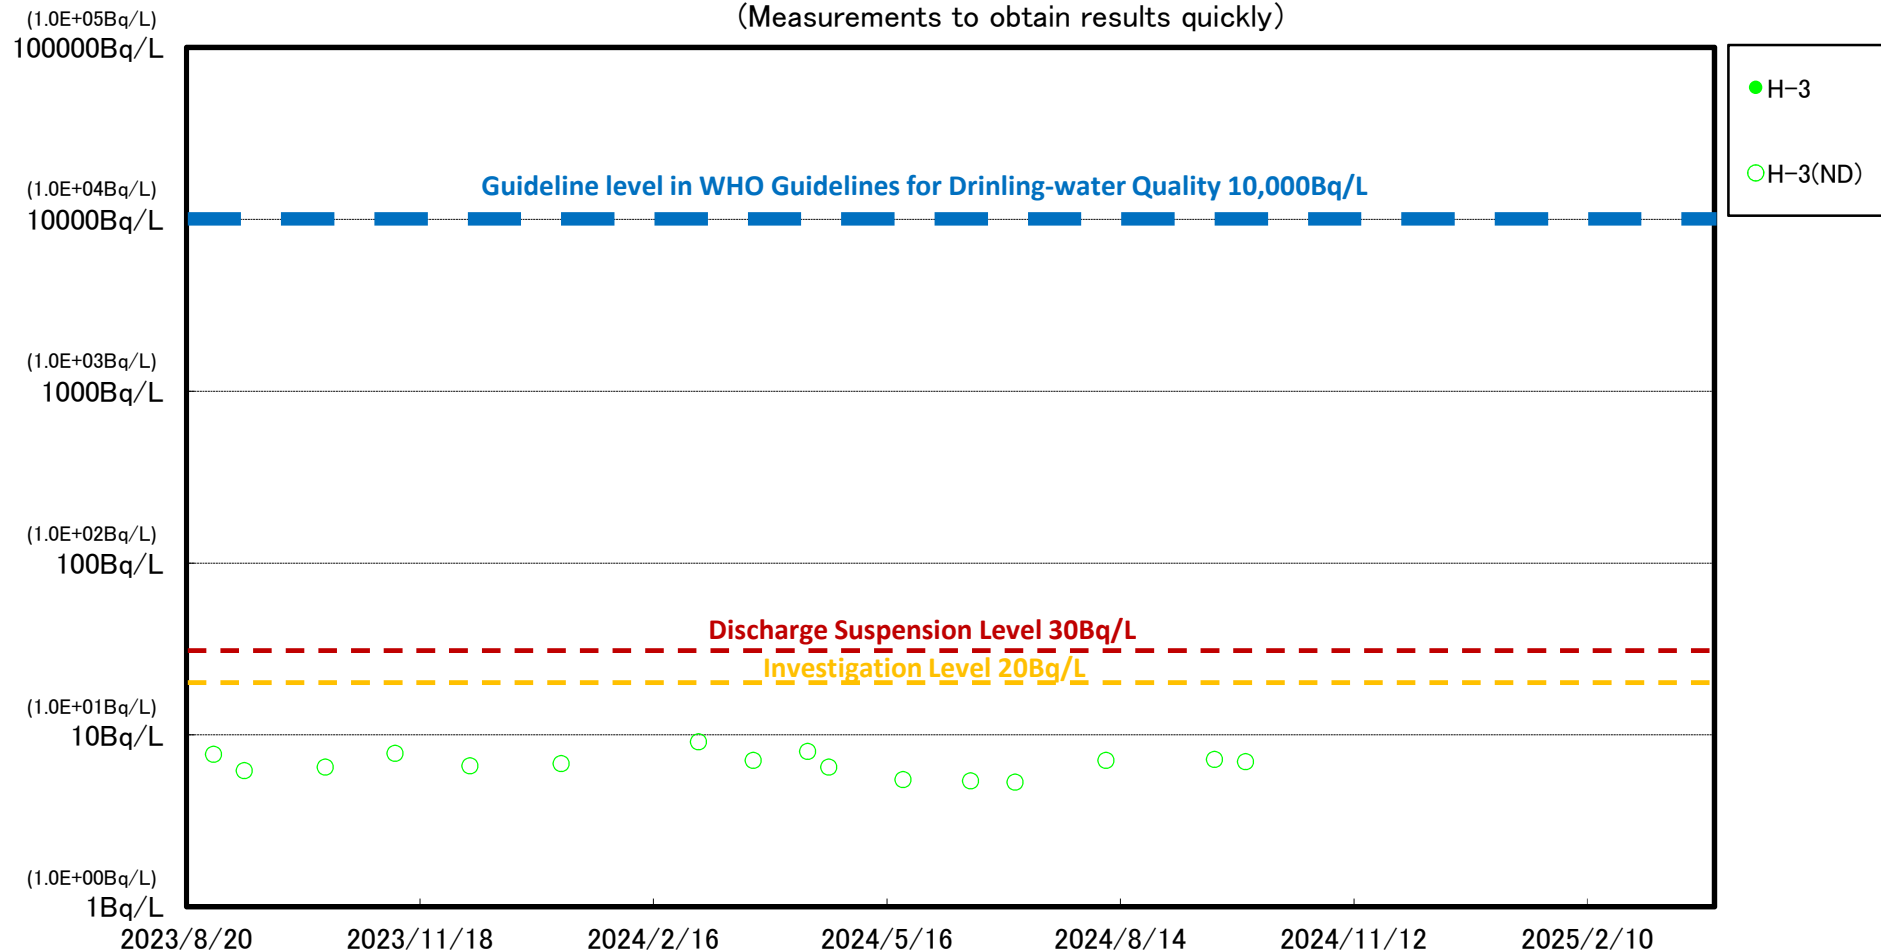 (Measurements to obtain results quickly)
(1.0E+05Bq/L)
100000Bq/L
H-3
H-3(ND)
Guideline level in WHO Guidelines for Drinling-water Quality 10,000Bq/L
(1.0E+04Bq/L)
10000Bq/L
(1.0E+03Bq/L)
1000Bq/L
(1.0E+02Bq/L)
100Bq/L
Discharge Suspension Level 30Bq/L
Investigation Level 20Bq/L
(1.0E+01Bq/L)
10Bq/L
(1.0E+00Bq/L)
1Bq/L
2023/8/20 2023/11/18 2024/2/16 2024/5/16 2024/8/14 2024/11/12 2025/2/10